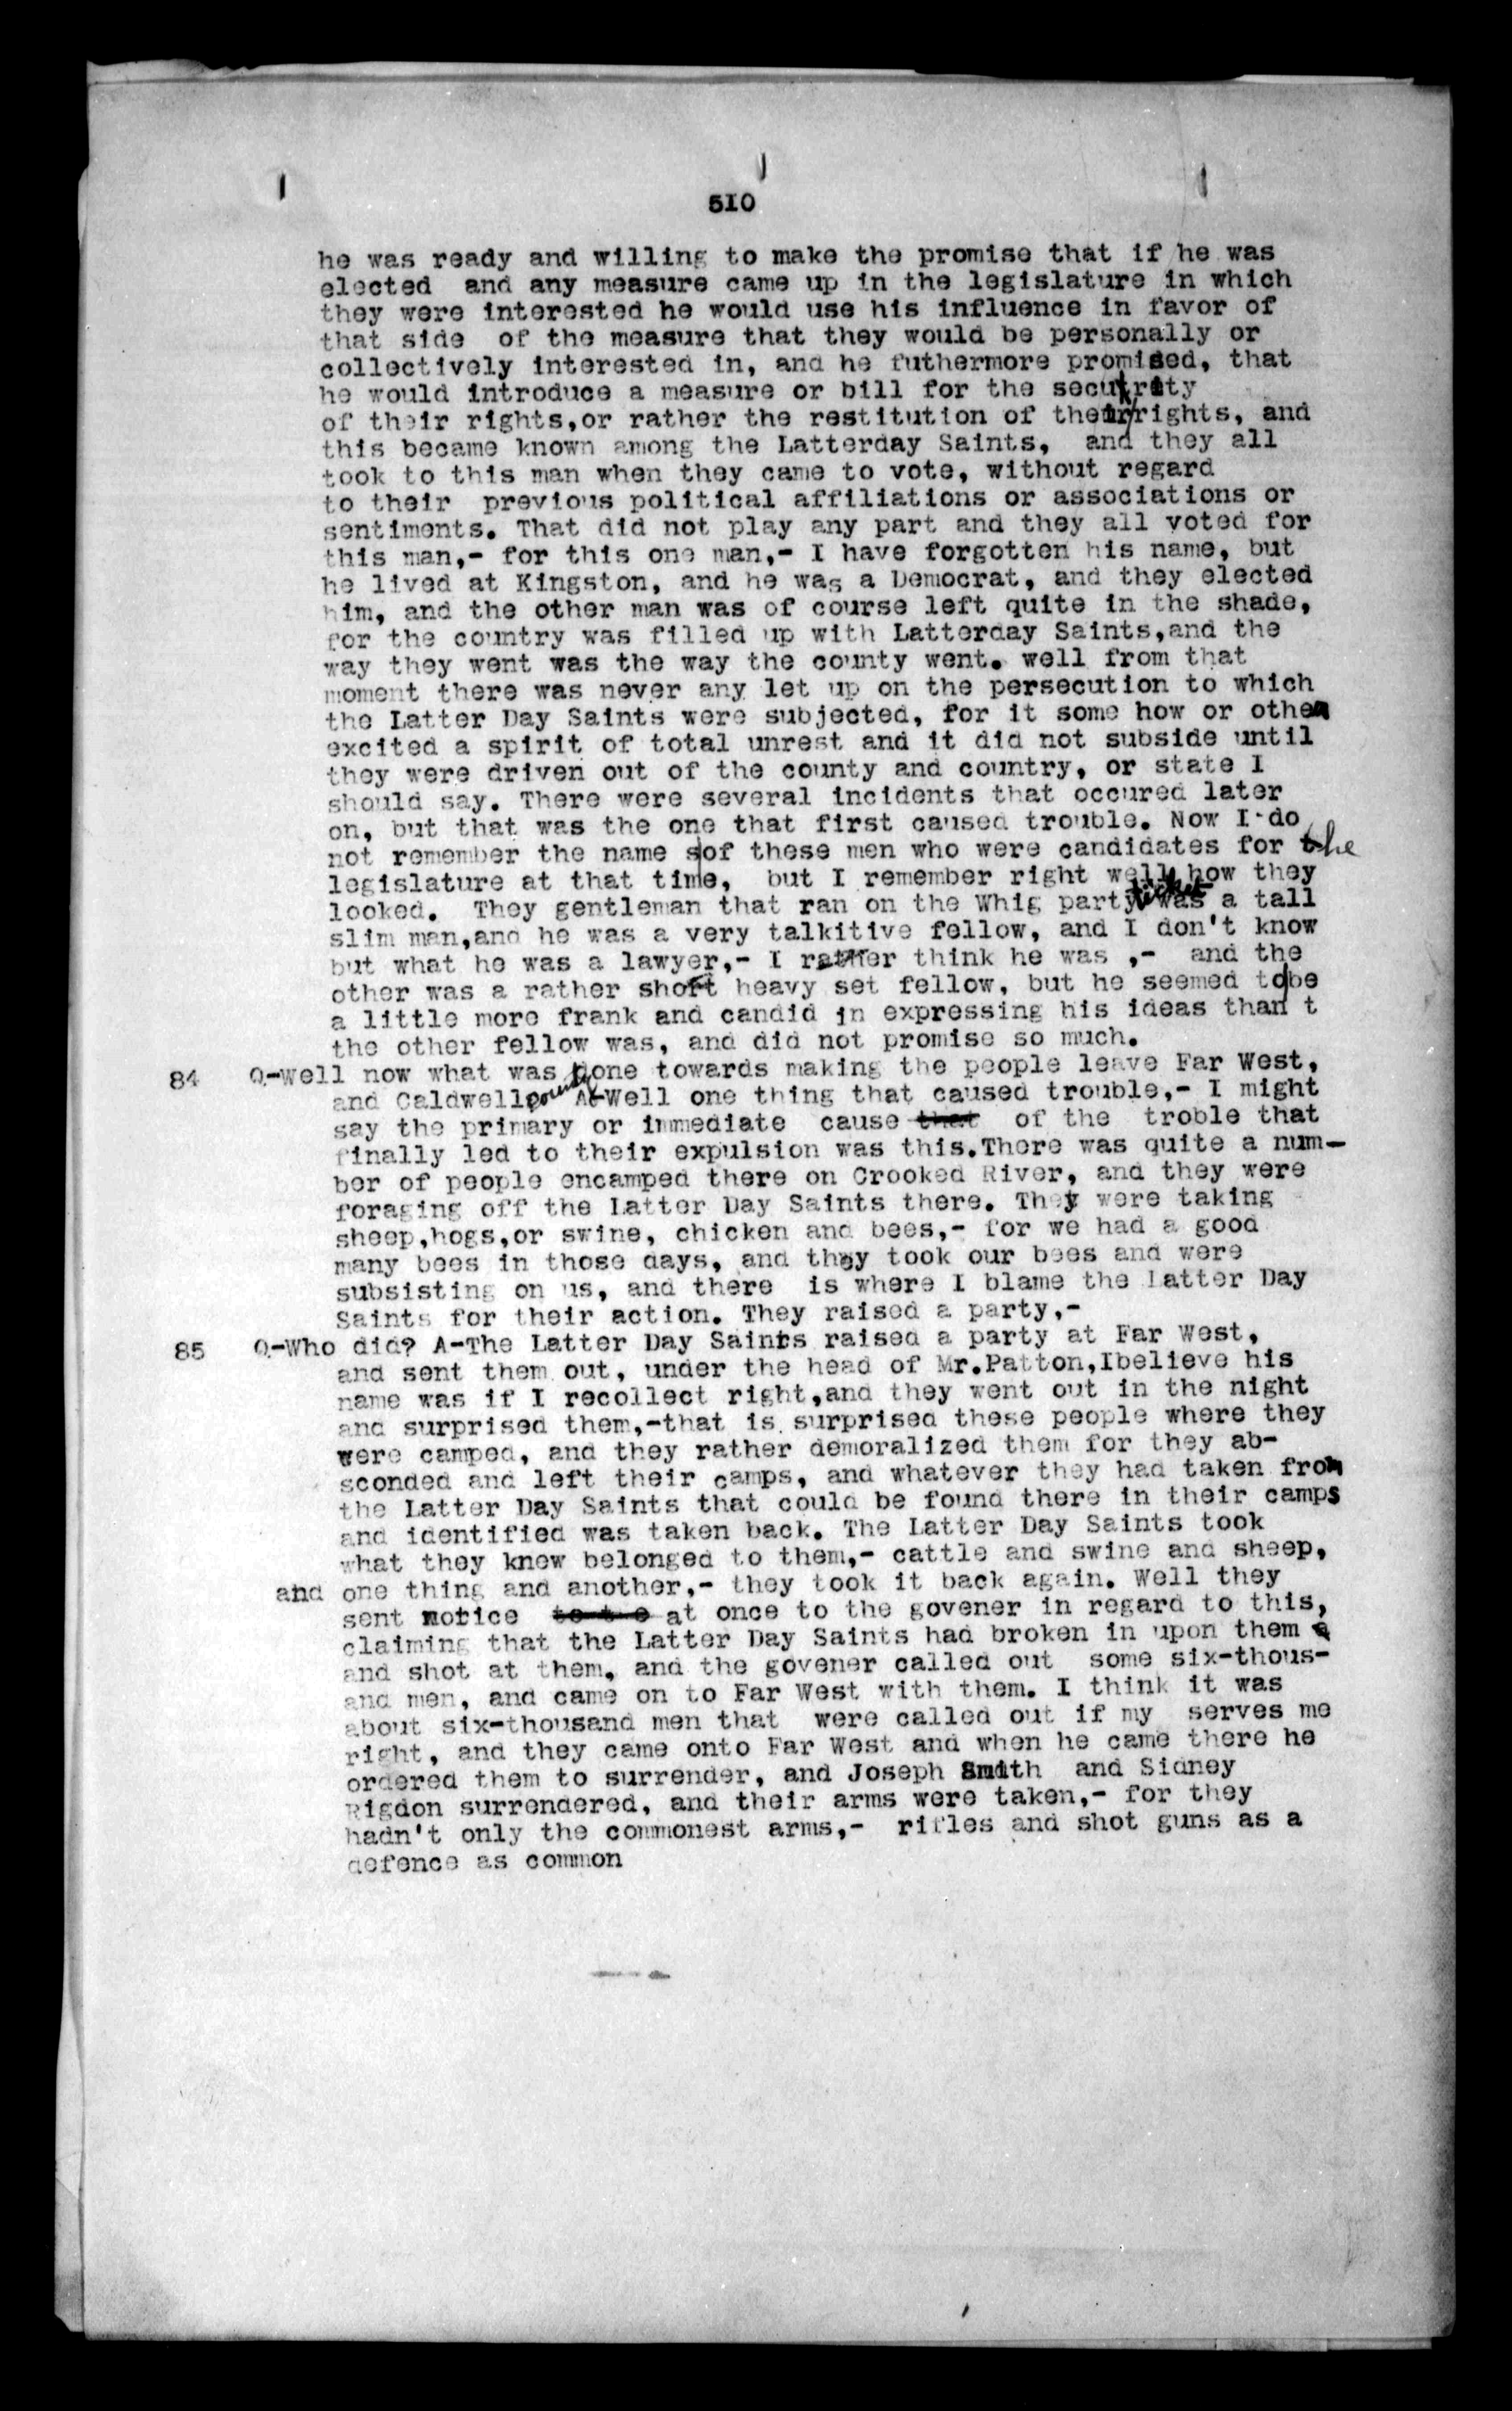 510
he was ready and willing to make the promise that if he was
elected and any measure came up in the legislature in which
they were interested he would use his influence in favor of
that side of the measure that they would be personally or
collectively interested in, and he futhermore promised, that
he would introduce a measure or bill for the security
of their rights,or rather the restitution of their rights, and
this became known among the Latterday Saints, and they all
took to this man when they came to vote, without regard
to their previous political affiliations or associations or
sentiments. That did not play any part and they all voted for
this man,- for this one man,- I have forgotten his name, but
he lived at Kingston, and he was a Democrat, and they elected
him, and the other man was of course left quite in the shade,
for the country was filled up with Latterday Saints,and the
way they went was the way the county went. well from that
moment there was never any let up on the persecution to which
the Latter Day Saints were subjected, for it some how or other
excited a spirit of total unrest and it did not subside until
they were driven out of the county and country, or state I
should say. There were several incidents that occured later
on, but that was the one that first caused trouble. Now I do
not remember the name s of these men who were candidates for the
legislature at that time, but I remember right well how they
looked. They gentleman that ran on the Whig party ticket was a tall
slim man,and he was a very talkitive fellow, and I don't know
but what he was a lawyer,- I rather think he was ,- and the
other was a rather short heavy set fellow, but he seemed to be
a little more frank and candid in expressing his ideas than t
the other fellow was, and did not promise so much.
84 Q-Well now what was done towards making the people leave Far West,
and Caldwell county A-Well one thing that caused trouble,- I might
say the primary or immediate cause that of the troble that
finally led to their expulsion was this.There was quite a num-
ber of people encamped there on Crooked River, and they were
foraging off the Latter Day Saints there. They were taking
sheep,hogs,or swine, chicken and bees,- for we had a good
many bees in those days, and they took our bees and were
subsisting on us, and there is where I blame the Latter Day
Saints for their action. They raised a party,-
85 Q-Who did? A-The Latter Day Saints raised a party at Far West,
and sent them out, under the head of Mr.Patton,Ibelieve his
name was if I recollect right,and they went out in the night
and surprised them,-that is surprised these people where they
were camped, and they rather demoralized them for they ab-
sconded and left their camps, and whatever they had taken from
the Latter Day Saints that could be found there in their camps
and identified was taken back. The Latter Day Saints took
what they knew belonged to them,- cattle and swine and sheep,
and one thing and another,- they took it back again. Well they
sent notice at once to the govener in regard to this,
claiming that the Latter Day Saints had broken in upon them a
and shot at them, and the govener called out some six-thous-
and men, and came on to Far West with them. I think it was
about six-thousand men that were called out if my serves me
right, and they came onto Far West and when he came there he
ordered them to surrender, and Joseph Smith and Sidney
Rigdon surrendered, and their arms were taken,- for they
hadn't only the commonest arms,- rifles and shot guns as a
defence as common